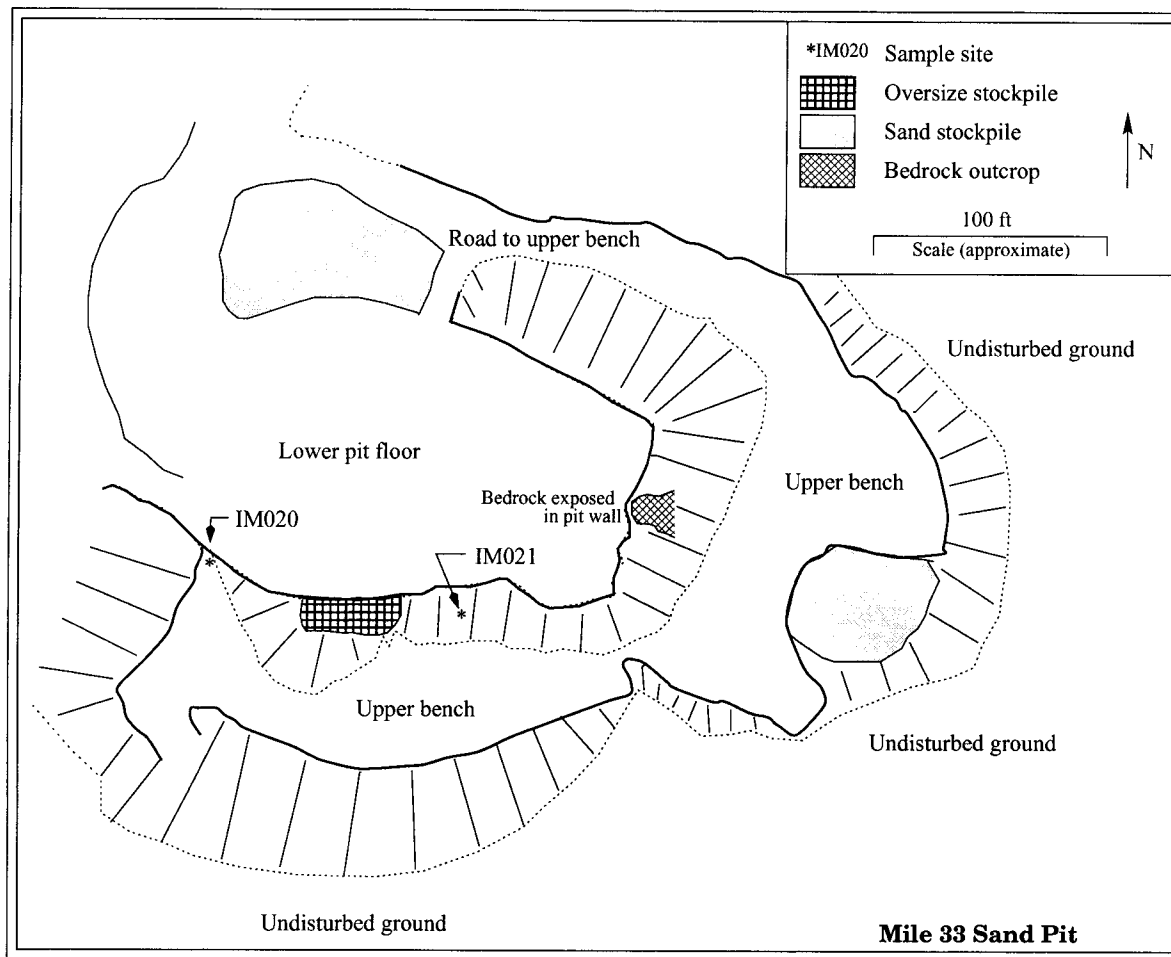 *IM020 Sample site
Oversize stockpile
Sand stockpile
Bedrock outcrop
N
100 ft
Scale (approximate)
Road to upper bench
Undisturbed ground
Lower pit floor
Upper bench
Bedrock exposed
in pit wall
IM020
*
IM021
*
Upper bench
Undisturbed ground
Undisturbed ground
Mile 33 Sand Pit